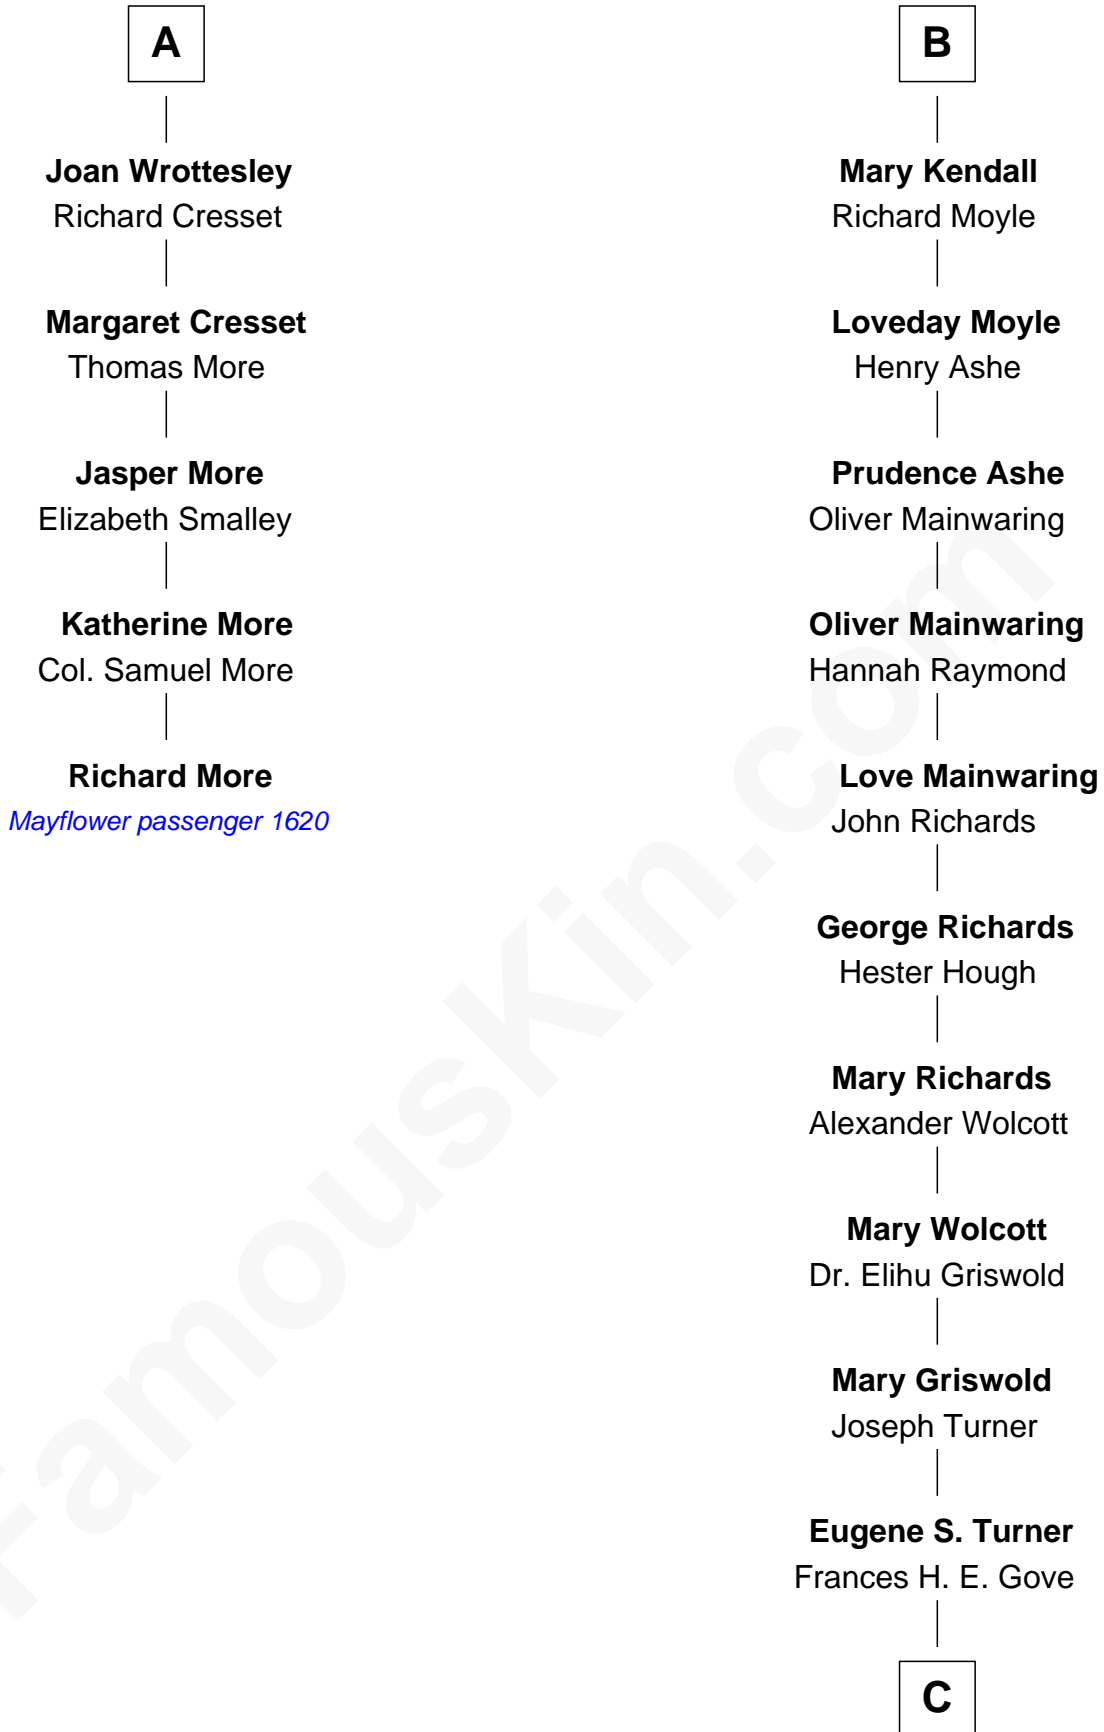 A
Joan Wrottesley
Richard Cresset
Margaret Cresset
Thomas More
Jasper More
Elizabeth Smalley
Katherine More
Col. Samuel More
Richard More
Mayflower passenger 1620
B
Mary Kendall
Richard Moyle
Loveday Moyle
Henry Ashe
Prudence Ashe
Oliver Mainwaring
Oliver Mainwaring
Hannah Raymond
Love Mainwaring
John Richards
George Richards
Hester Hough
Mary Richards
Alexander Wolcott
Mary Wolcott
Dr. Elihu Griswold
Mary Griswold
Joseph Turner
Eugene S. Turner
Frances H. E. Gove
C
FamousKin.com